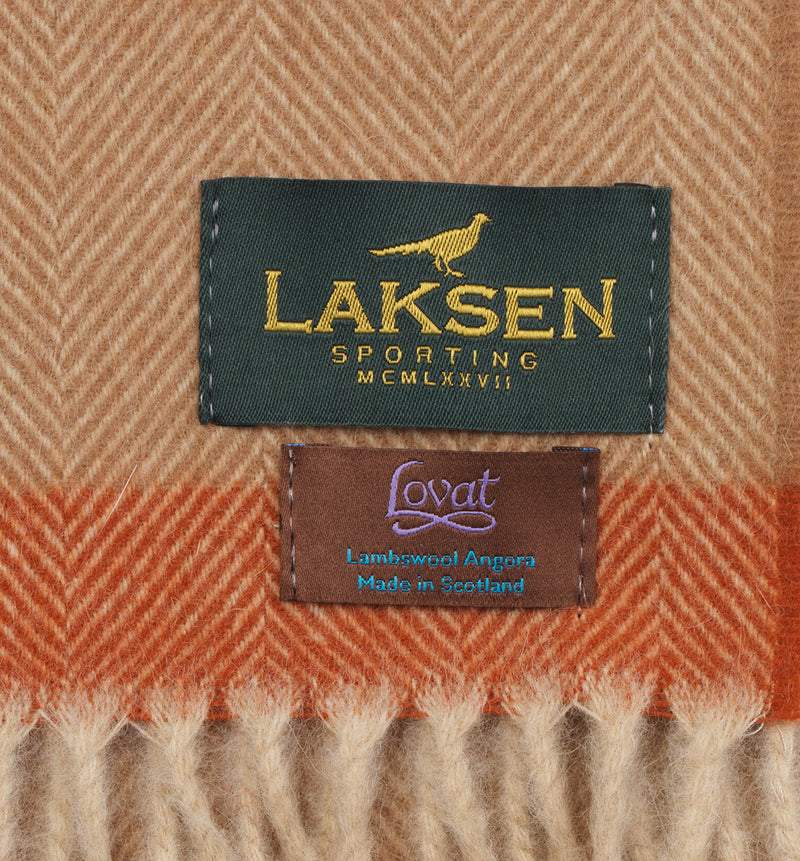 LAKSEN
SPORTING
MCMLXXVII
Lovat
Lambswool Angora
Made in Scotland